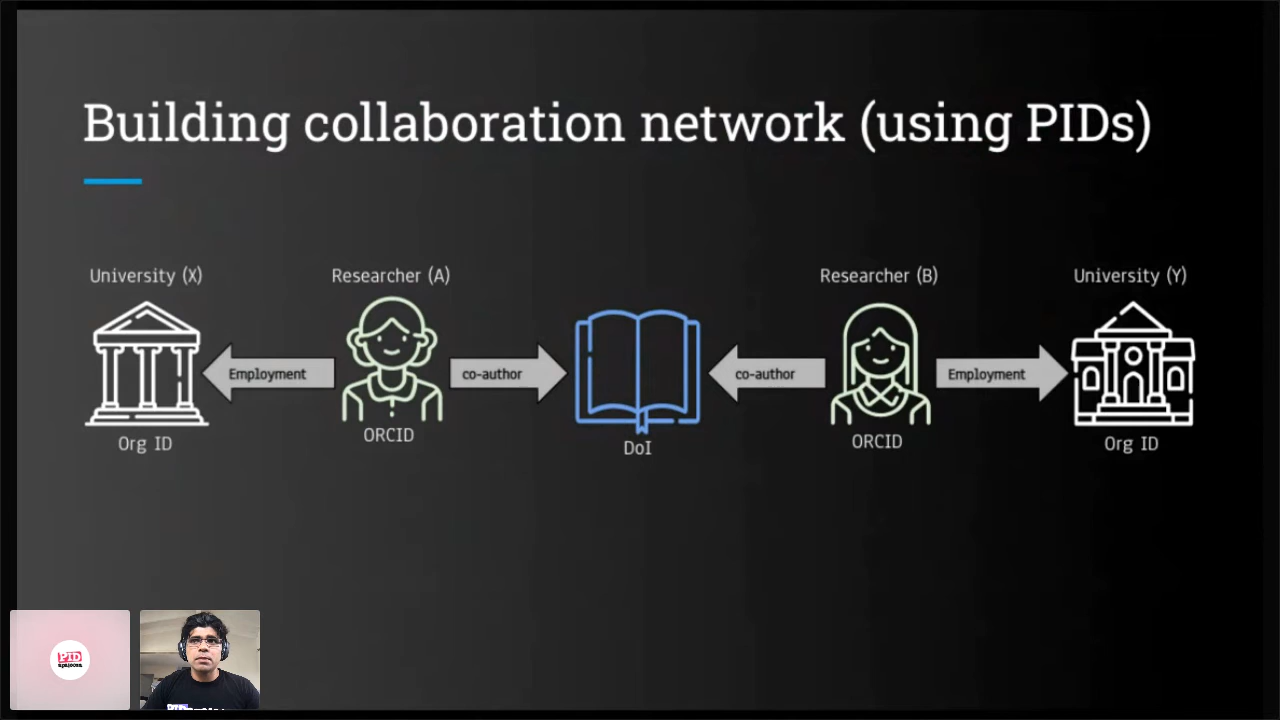 Building collaboration network (using PIDs)
University (X)
Researcher (A)
Researcher (B)
University (Y)
Employment
co-author
co-author
Employment
Org ID
ORCID
DoI
ORCID
Org ID
PID
apalooza